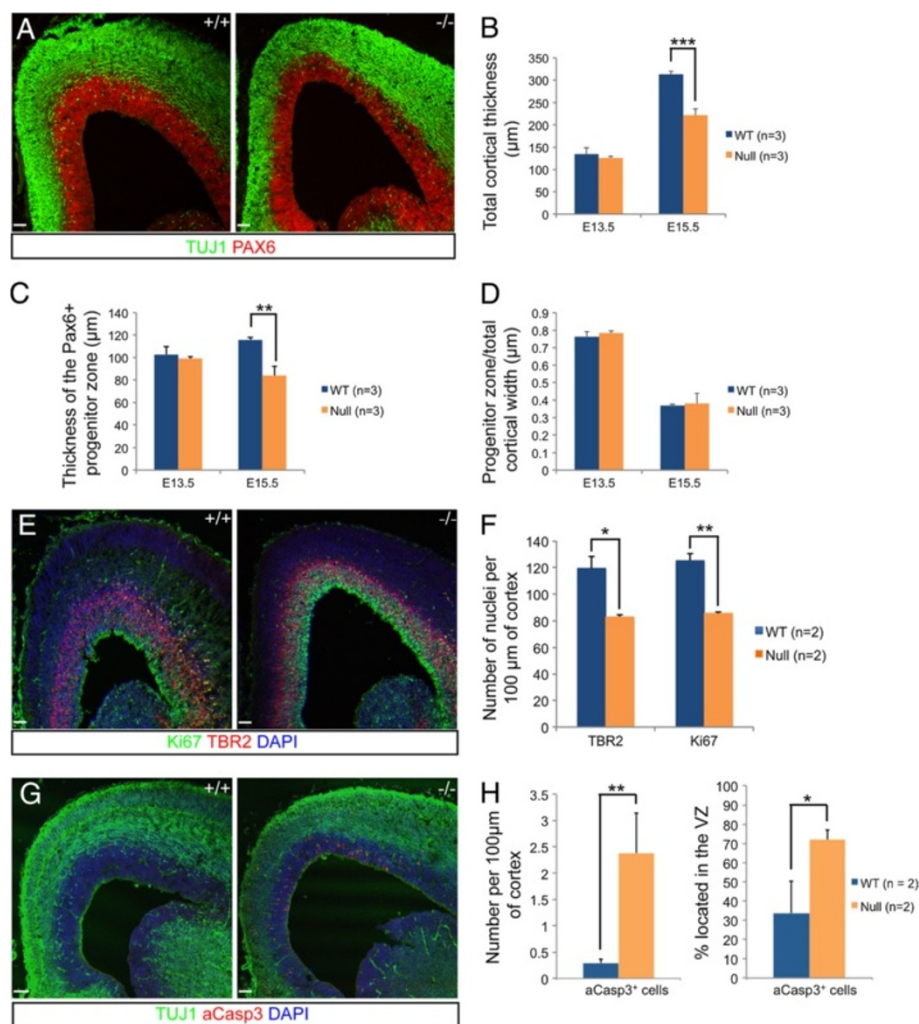 A
+/+
-/-
TUJ1 PAX6
B
Total cortical thickness
(μm)
350
300
250
200
150
100
50
0
***
E13.5
E15.5
WT (n=3)
Null (n=3)
C
Thickness of the Pax6+
progenitor zone (μm)
140
120
100
80
60
40
20
0
**
E13.5
E15.5
WT (n=3)
Null (n=3)
D
Progenitor zone/total
cortical width (μm)
0.9
0.8
0.7
0.6
0.5
0.4
0.3
0.2
0.1
0
E13.5
E15.5
WT (n=3)
Null (n=3)
E
+/+
-/-
Ki67 TBR2 DAPI
F
Number of nuclei per
100 μm of cortex
140
120
100
80
60
40
20
0
*
**
TBR2
Ki67
WT (n=2)
Null (n=2)
G
+/+
-/-
TUJ1 aCasp3 DAPI
H
Number per 100μm
of cortex
3.5
3
2.5
2
1.5
1
0.5
0
**
aCasp3⁺ cells
% located in the VZ
100
90
80
70
60
50
40
30
20
10
0
*
aCasp3⁺ cells
WT (n = 2)
Null (n=2)